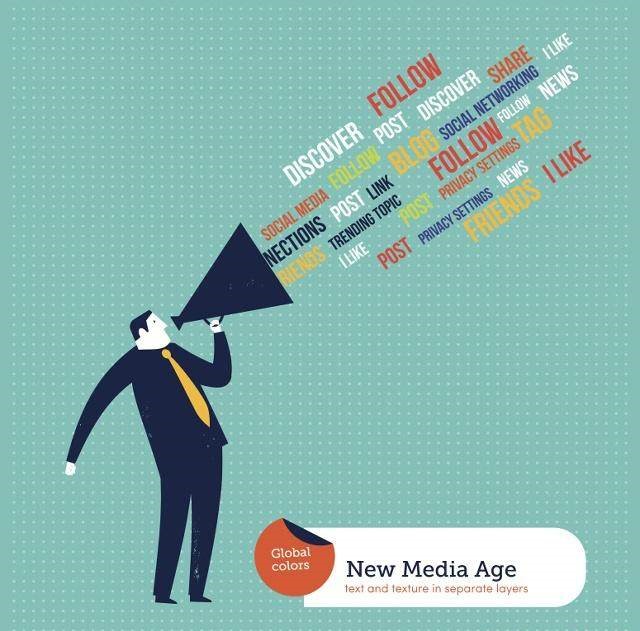 FOLLOW
DISCOVER POST DISCOVER SHARE I LIKE
SOCIAL MEDIA FOLLOW BLOG SOCIAL NETWORKING NEWS
FOLLOW FOLLOW TAG
NECTIONS POST LINK
TRENDING TOPIC POST PRIVACY SETTINGS
RIENDS I LIKE POST PRIVACY SETTINGS NEWS
FRIENDS I LIKE
Global
colors
New Media Age
text and texture in separate layers